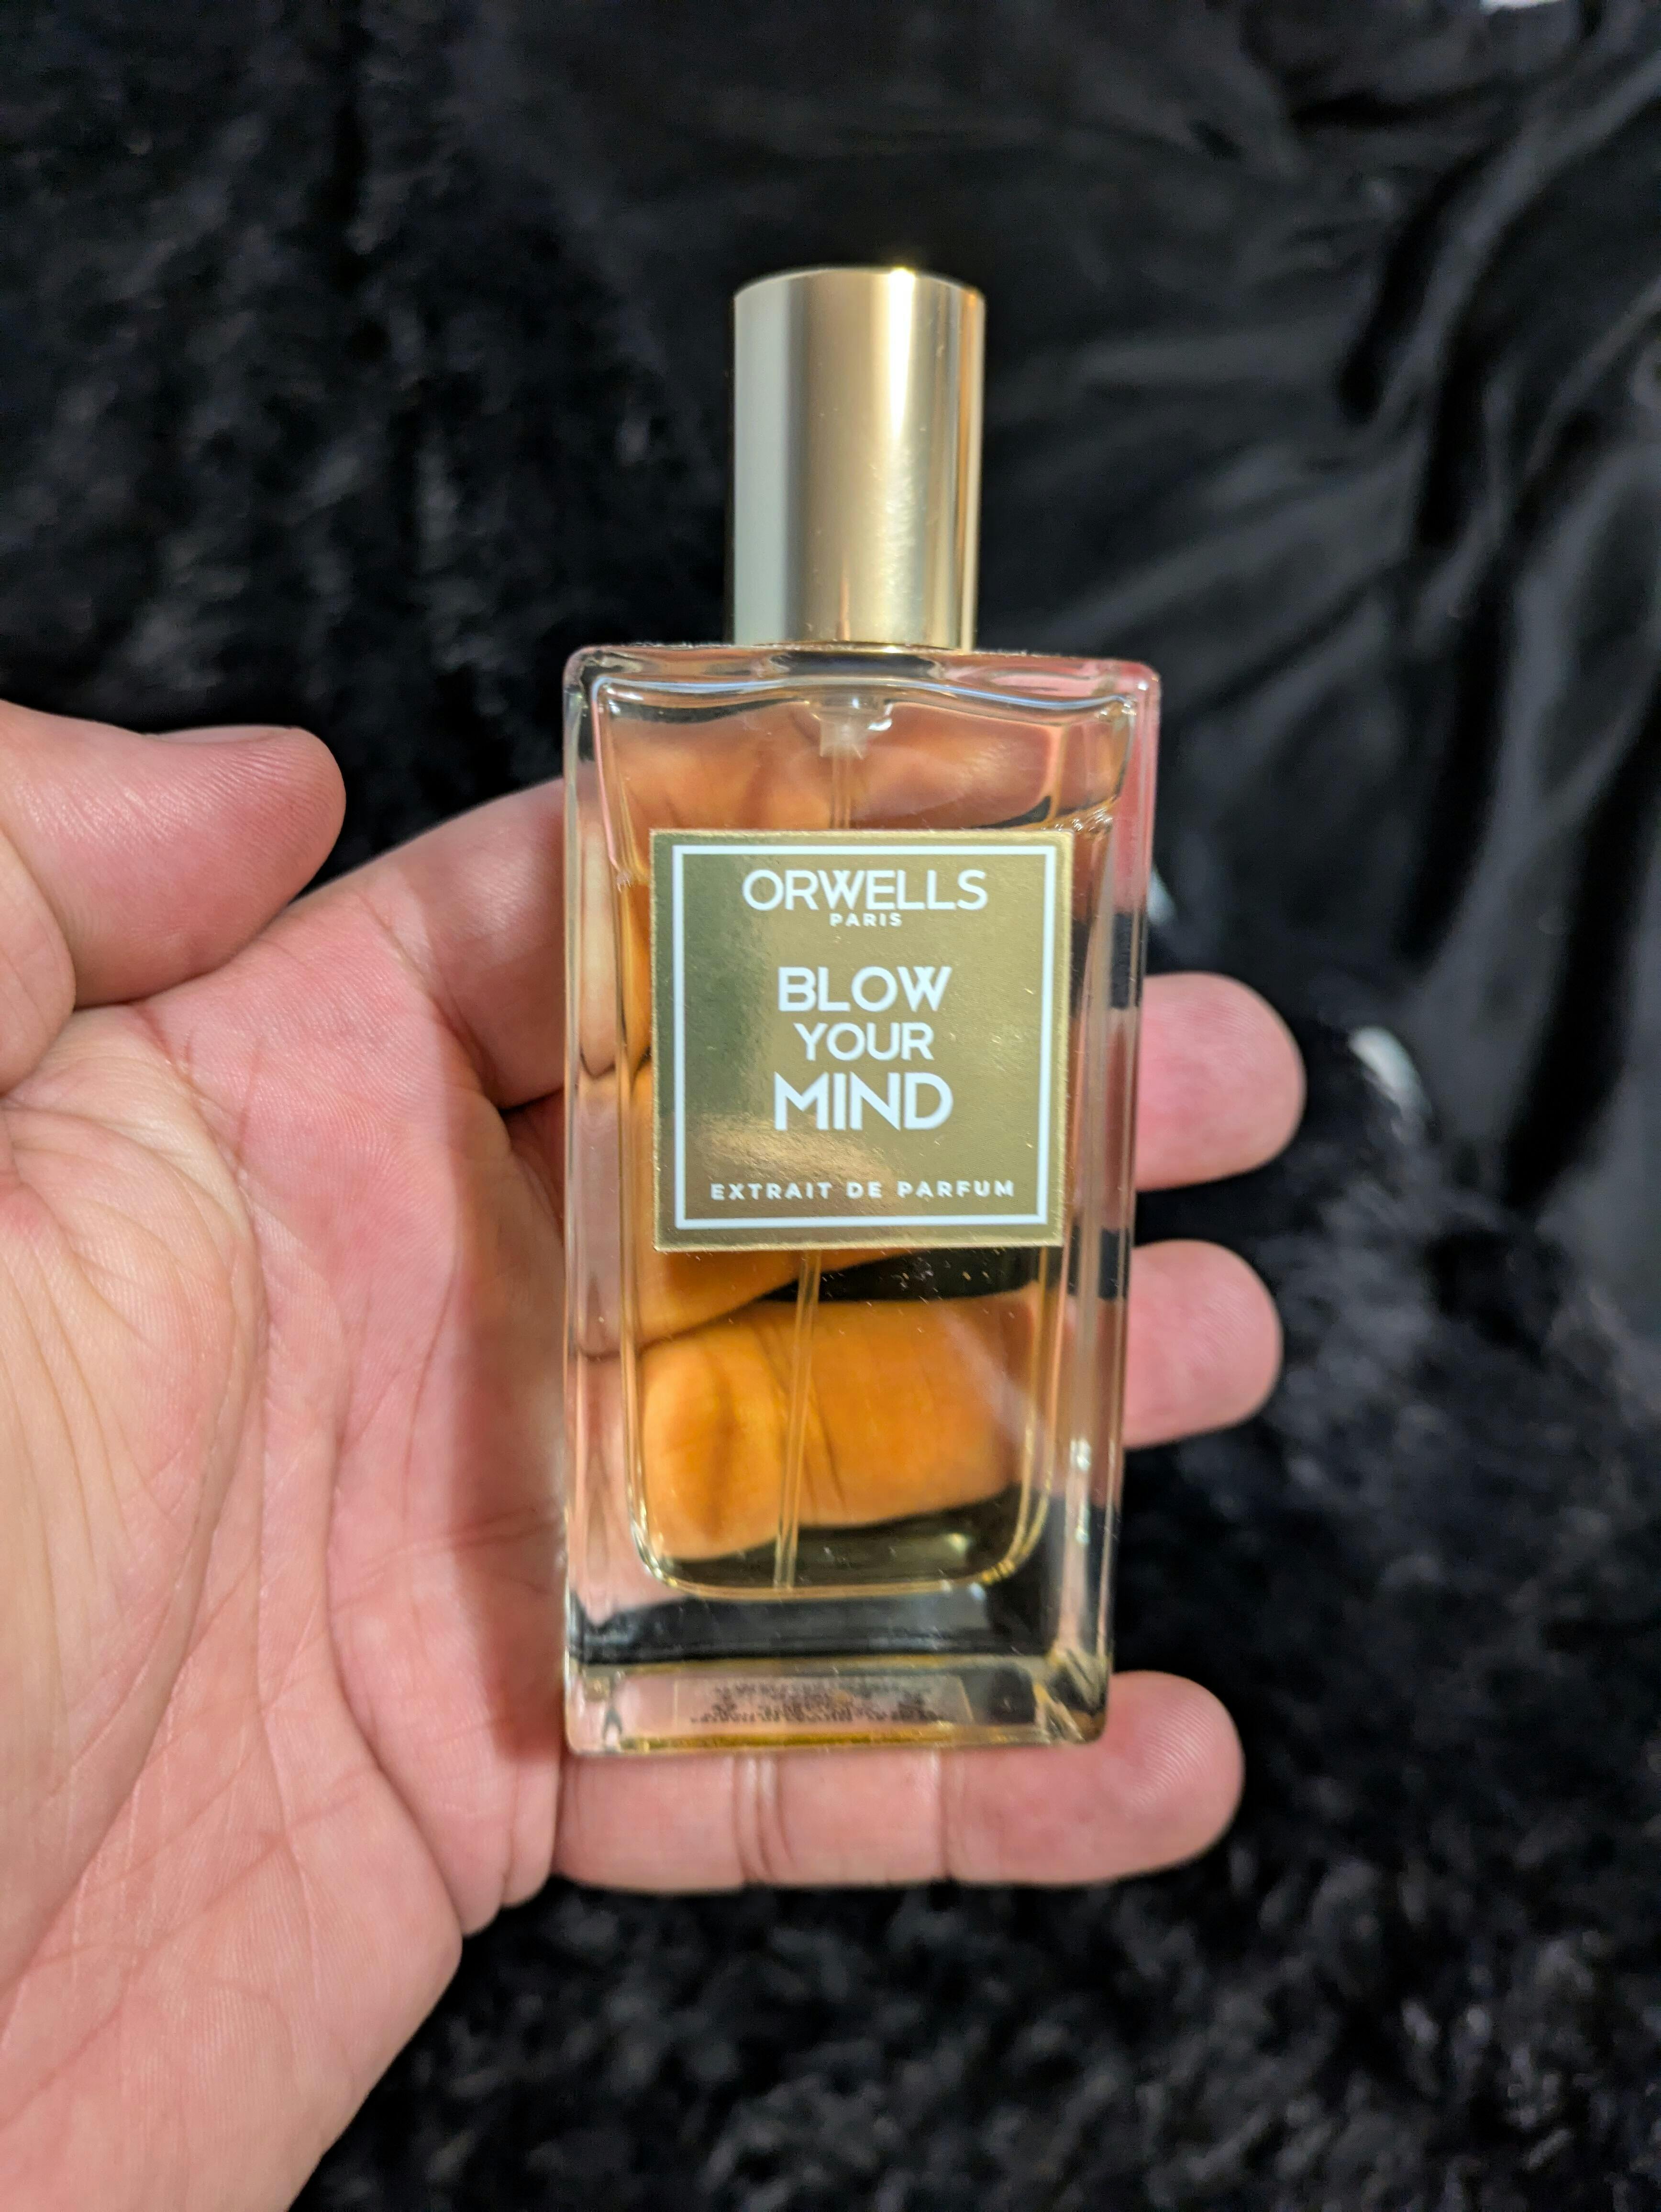 ORWELLS
PARIS
BLOW
YOUR
MIND
EXTRAIT DE PARFUM